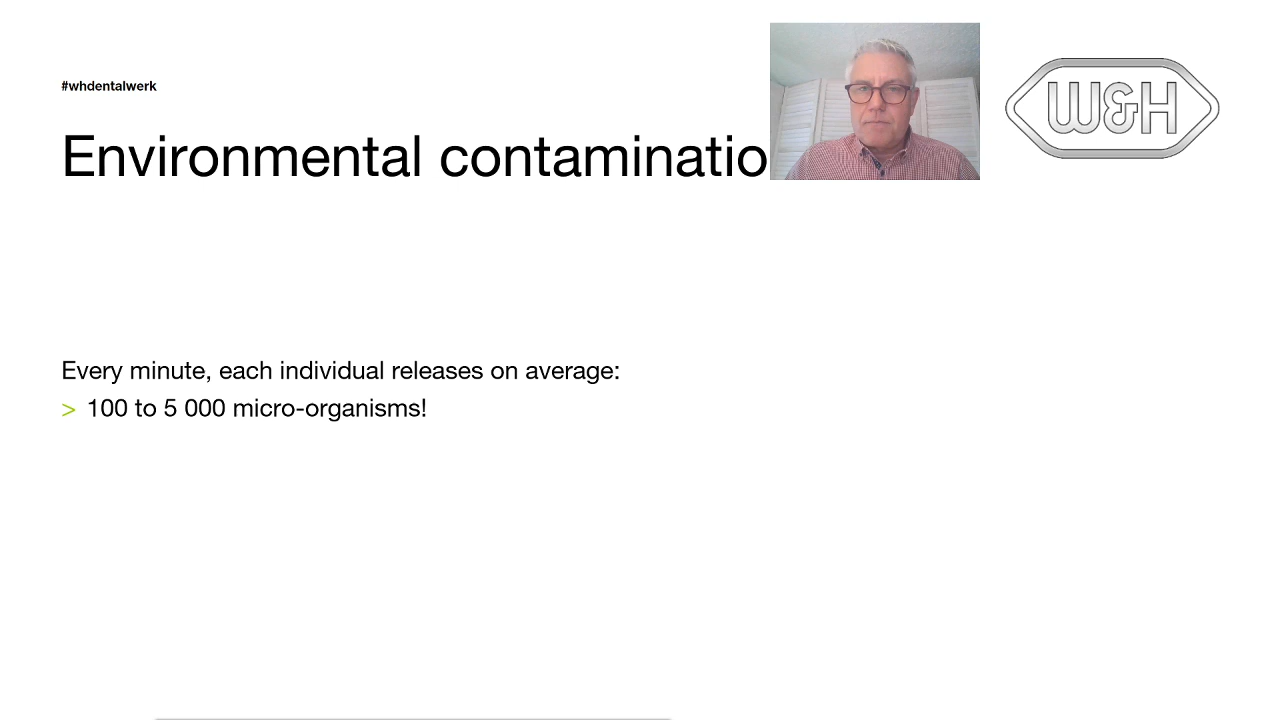 #whdentalwerk
W&H
Environmental contaminatio
Every minute, each individual releases on average:
> 100 to 5 000 micro-organisms!